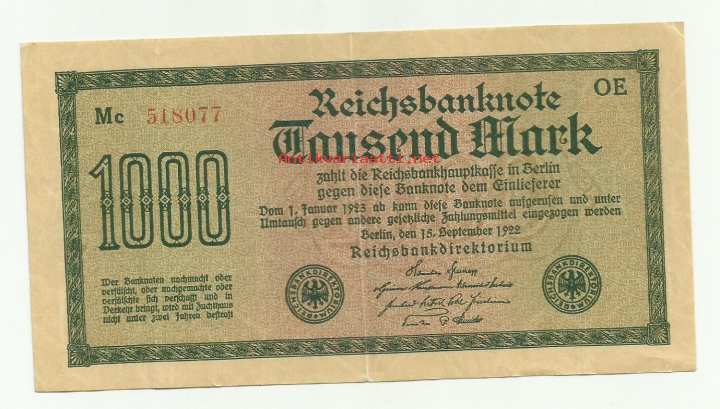 Mc 518077
OE
Reichsbanknote
Tausend Mark
Antikvariaatti.net
zahlt die Reichsbankhauptkasse in Berlin
gegen diese Banknote dem Einlieferer
Vom 1. Januar 1923 ab kann diese Banknote aufgerufen und unter
Umtausch gegen andere gesetzliche Zahlungsmittel eingezogen werden
Berlin, den 15. September 1922
Reichsbankdirektorium
1000
Wer Banknoten nachmacht oder
verfälscht, oder nachgemachte oder
verfälschte sich verschafft und in
Verkehr bringt, wird mit Zuchthaus
nicht unter zwei Jahren bestraft
REICHSBANKDIREKTORIUM
REICHSBANKDIREKTORIUM